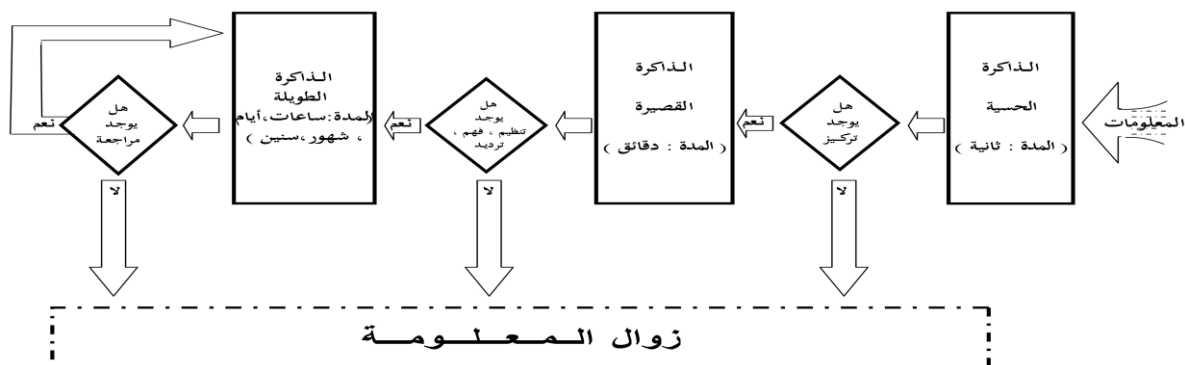 المعلومات
الذاكرة
الحسية
( المدة : ثانية )
هل
يوجد
تركيز
نعم
لا
الذاكرة
القصيرة
( المدة : دقائق )
هل
يوجد
تنظيم ، فهم ،
ترديد
نعم
لا
الذاكرة
الطويلة
المدة:ساعات،أيام
، شهور،سنين )
هل
يوجد
مراجعة
نعم
لا
زوال المعلومة